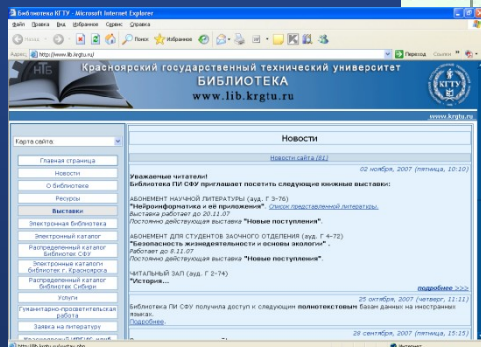 Библиотека КГТУ - Microsoft Internet Explorer
Файл Правка Вид Избранное Сервис Справка
Назад Поиск Избранное
Адрес: http://www.lib.krgtu.ru/ Переход Ссылки
НТБ
Красноярский государственный технический университет
БИБЛИОТЕКА
www.lib.krgtu.ru
КГТУ
www.krgtu.ru
Карта сайта
Главная страница
Новости
О библиотеке
Ресурсы
Выставки
Электронная библиотека
Электронный каталог
Распределенный каталог библиотек СФУ
Электронные каталоги библиотек г. Красноярска
Распределенный каталог библиотек Сибири
Услуги
Гуманитарно-просветительская работа
Заявка на литературу
Новости
Новости сайта (61)
02 ноября, 2007 (пятница, 10:10)
Уважаемые читатели!
Библиотека ПИ СФУ приглашает посетить следующие книжные выставки:
АБОНЕМЕНТ НАУЧНОЙ ЛИТЕРАТУРЫ (ауд. Г 3-76)
"Нейроинформатика и её приложения". Список представленной литературы.
Выставка работает до 20.11.07
Постоянно действующая выставка "Новые поступления".
АБОНЕМЕНТ ДЛЯ СТУДЕНТОВ ЗАОЧНОГО ОТДЕЛЕНИЯ (ауд. Г 4-72)
"Безопасность жизнедеятельности и основы экологии" .
Работает до 8.11.07
Постоянно действующая выставка "Новые поступления".
ЧИТАЛЬНЫЙ ЗАЛ (ауд. Г 2-74)
"История...
подробнее >>>
25 октября, 2007 (четверг, 11:11)
Библиотека ПИ СФУ получила доступ к следующим полнотекстовым базам данных на иностранных
языках.
Подробнее.
28 сентября, 2007 (пятница, 15:15)
Интернет